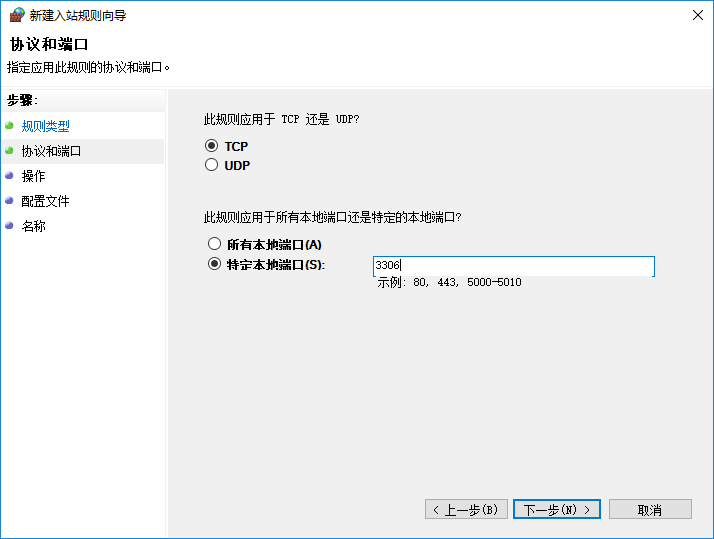 新建入站规则向导
协议和端口
指定应用此规则的协议和端口。
步骤:
规则类型
协议和端口
操作
配置文件
名称
此规则应用于 TCP 还是 UDP?
TCP
UDP
此规则应用于所有本地端口还是特定的本地端口?
所有本地端口(A)
特定本地端口(S):
3306
示例: 80, 443, 5000-5010
< 上一步(B)
下一步(N) >
取消